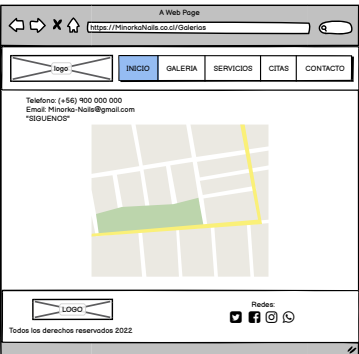 A Web Page
https://MinorkaNails.co.cl/Galerias
logo
INICIO
GALERIA
SERVICIOS
CITAS
CONTACTO
Telefono: (+56) 900 000 000
Email: Minorka-Nails@gmail.com
"SIGUENOS"
LOGO
Redes:
Todos los derechos reservados 2022